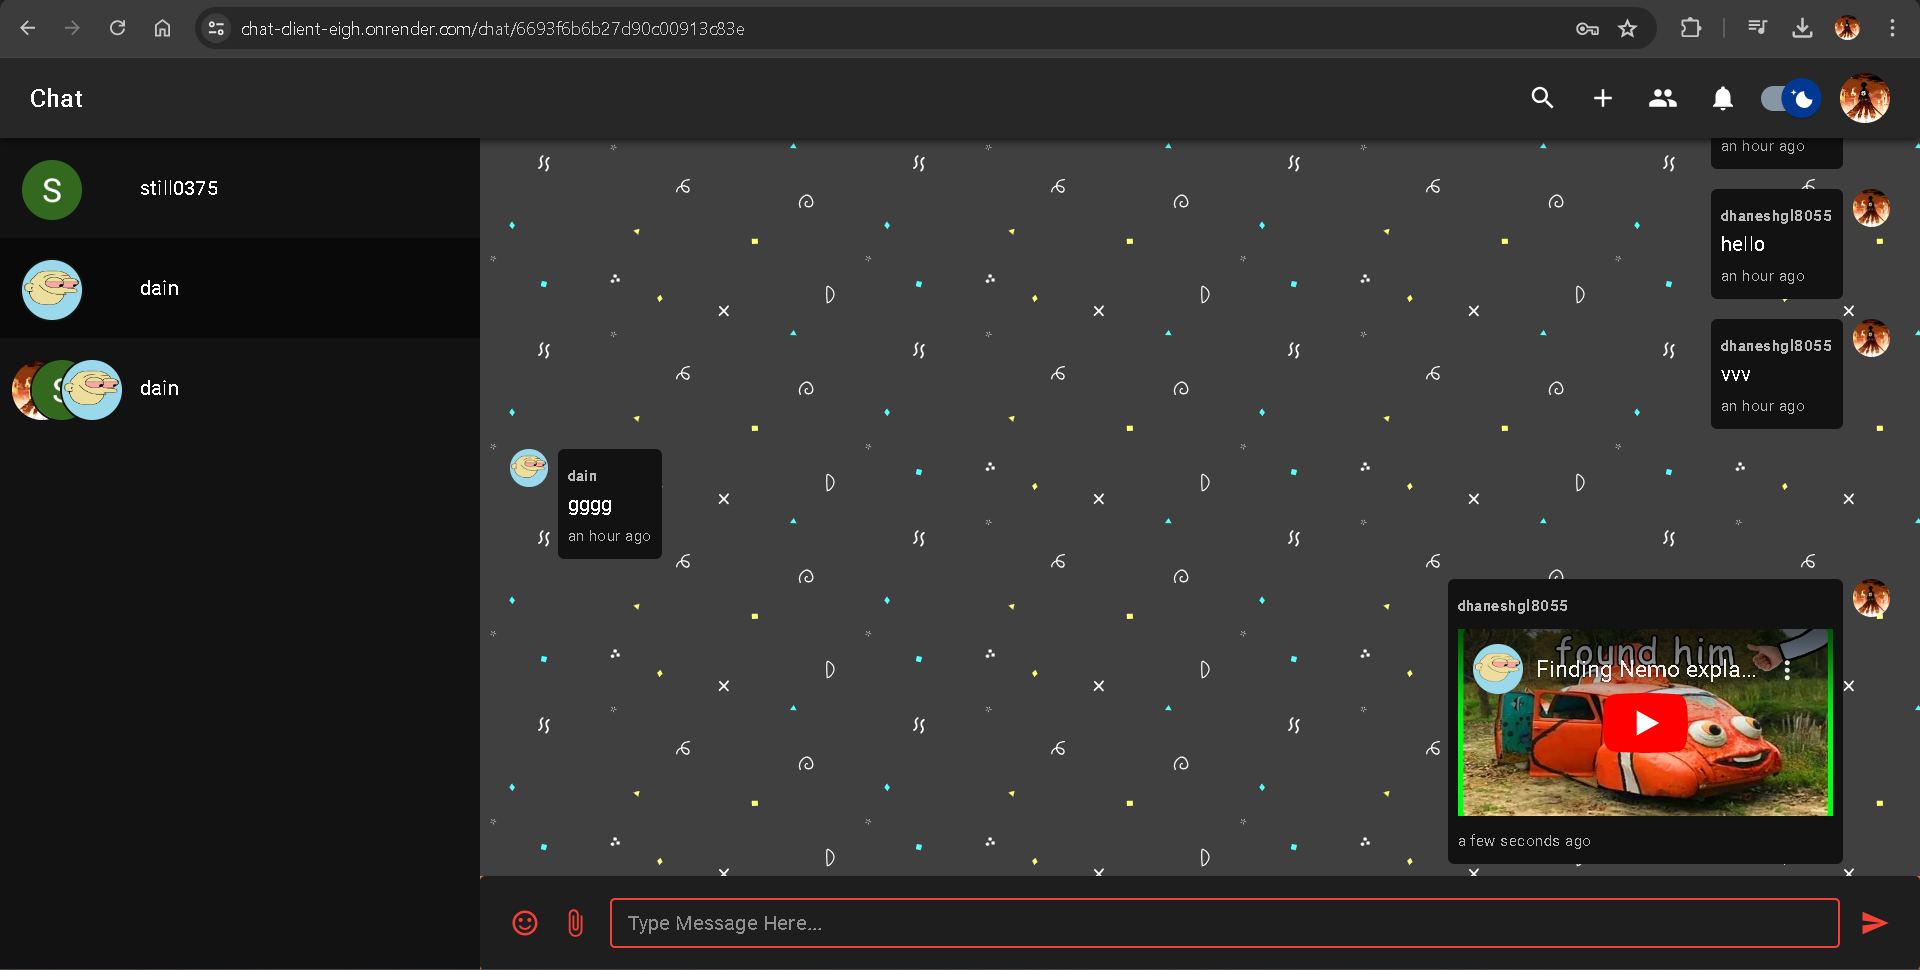 chat-client-eigh.onrender.com/chat/6693f6b6b27d90c00913c83e
Chat
S
still0375
dain
S
dain
an hour ago
dhaneshgl8055
hello
an hour ago
dhaneshgl8055
vvv
an hour ago
dain
gggg
an hour ago
dhaneshgl8055
found him
Finding Nemo expla...
a few seconds ago
Type Message Here...